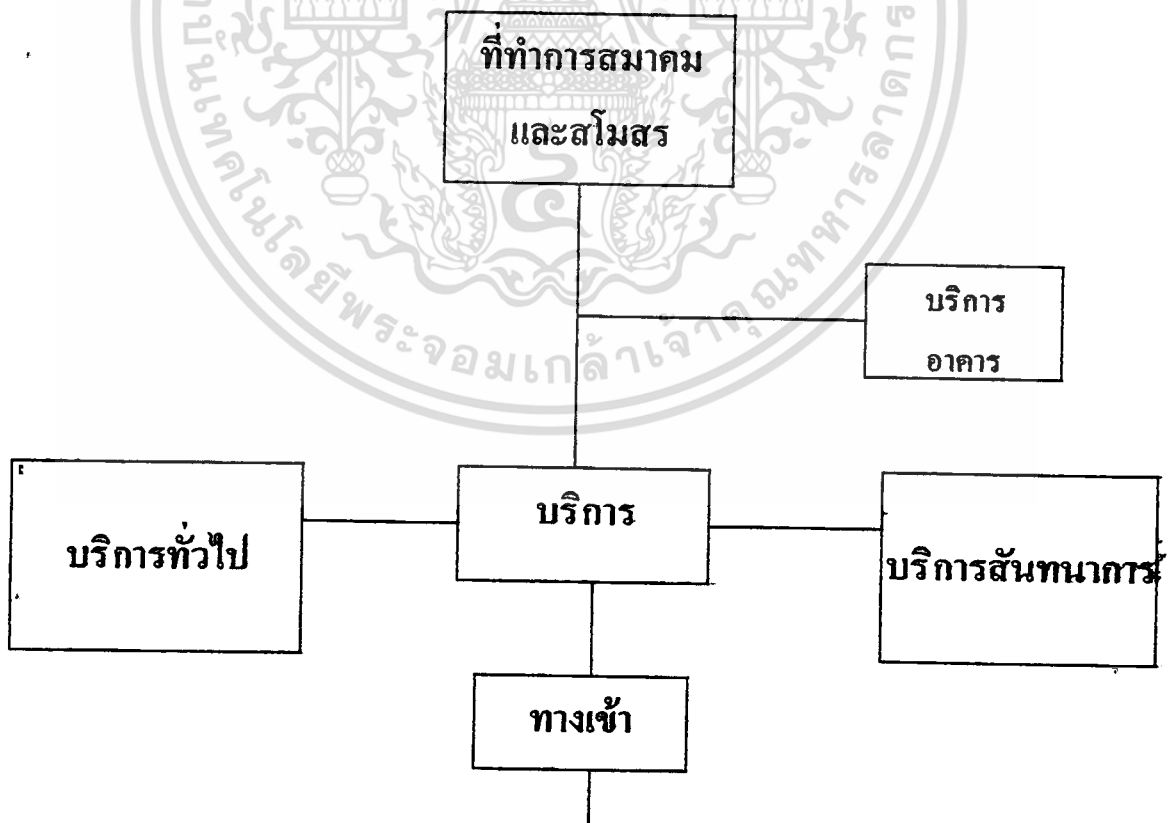 ที่ทำการสมาคม
และสโมสร
บริการ
อาคาร
บริการ
บริการทั่วไป
บริการสันทนาการ
ทางเข้า